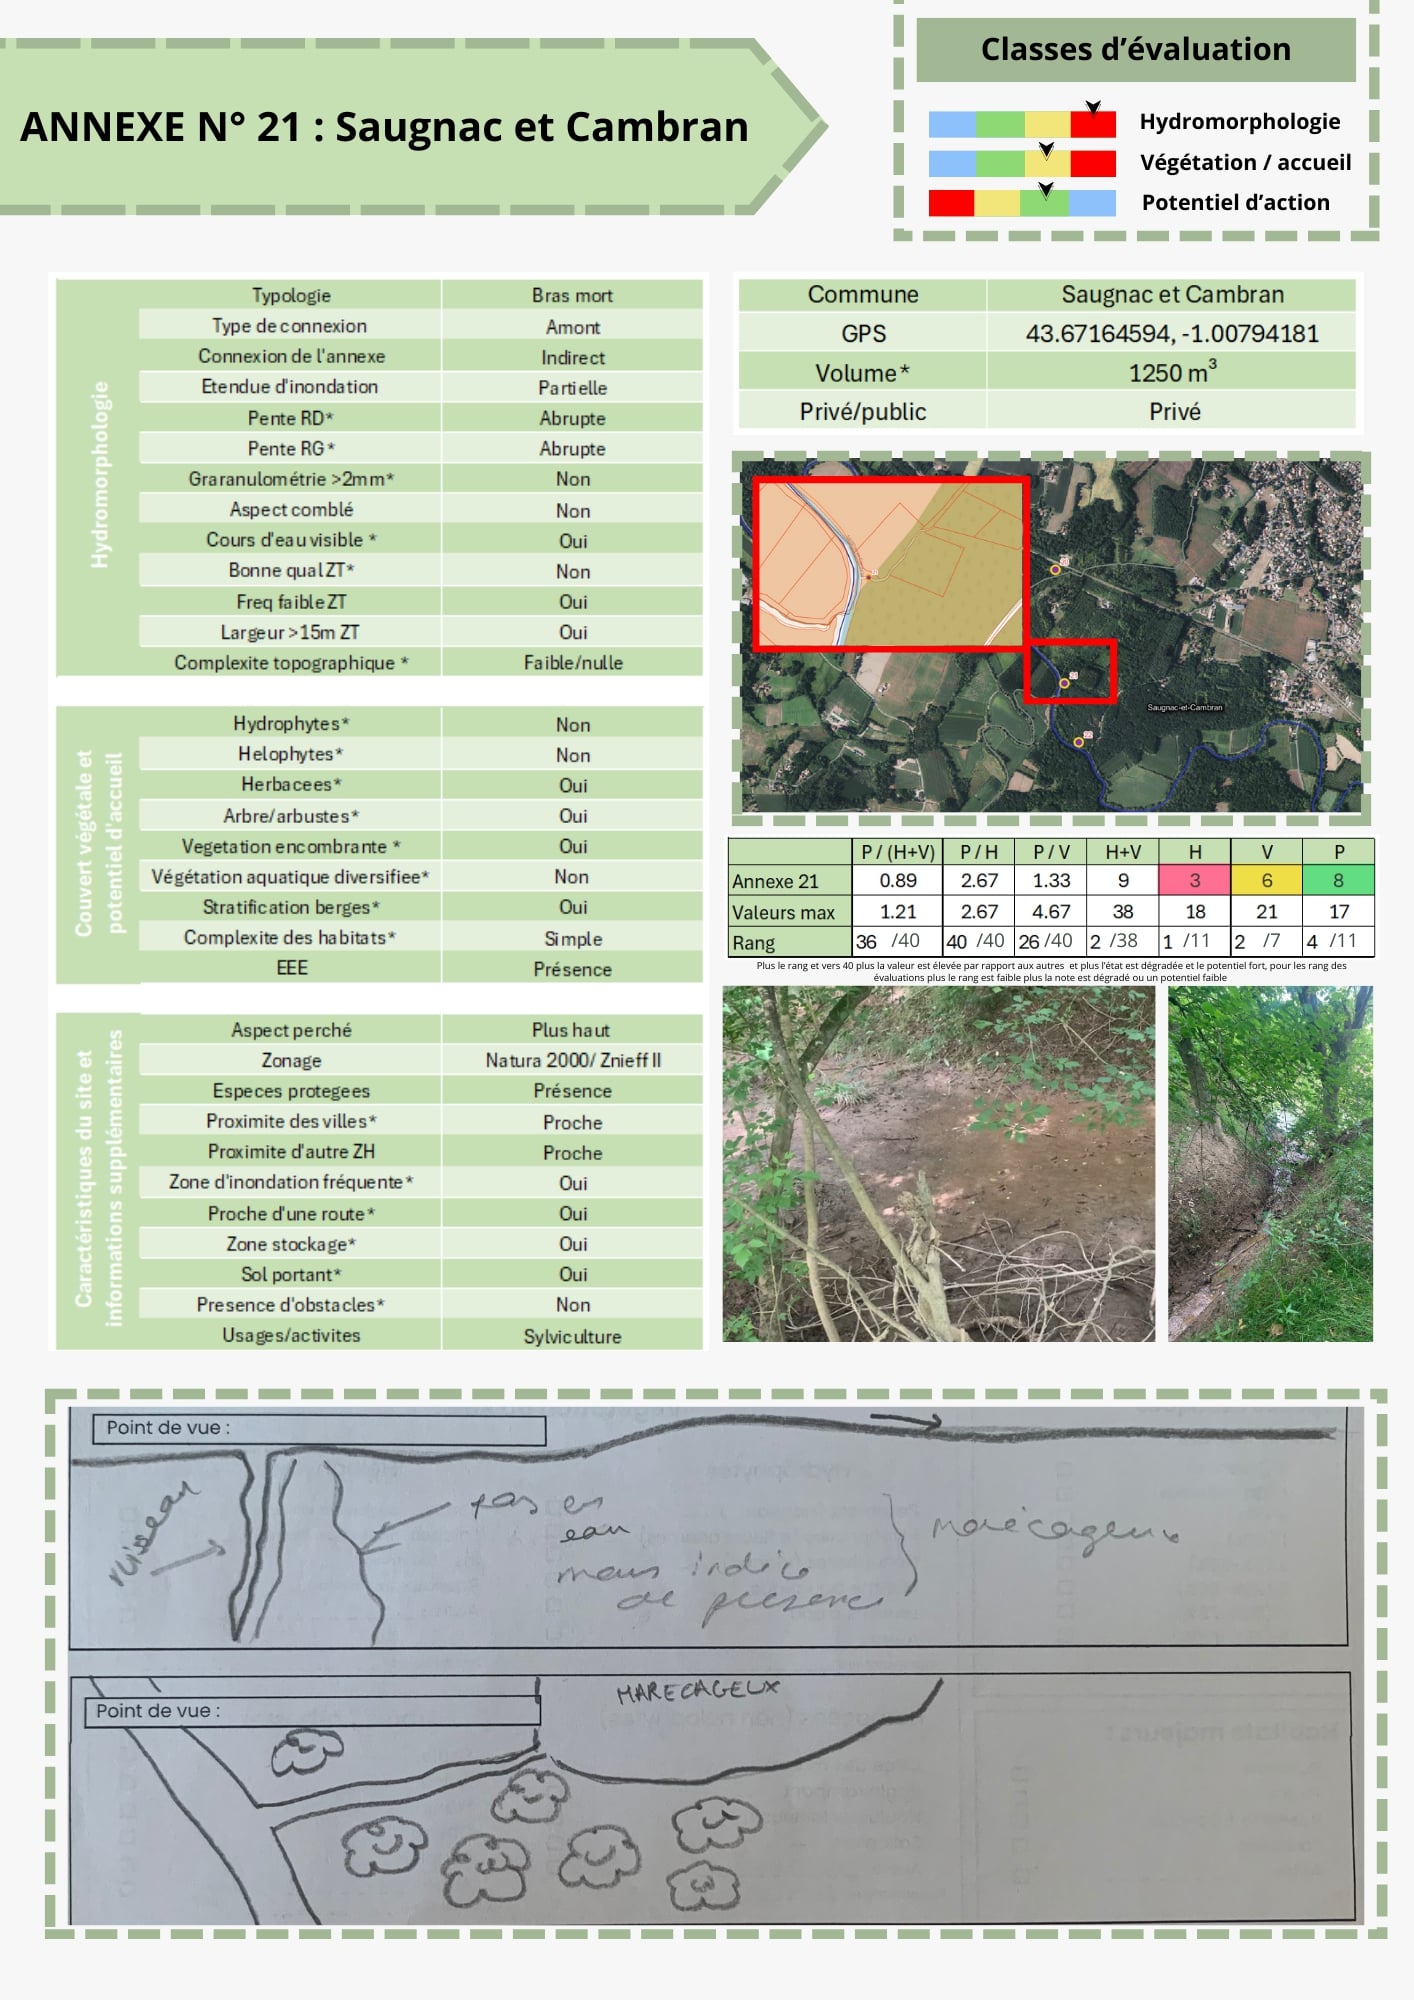 ANNEXE N° 21 : Saugnac et Cambran
Classes d’évaluation
Hydromorphologie
Végétation / accueil
Potentiel d’action
Hydromorphologie
Typologie Bras mort
Type de connexion Amont
Connexion de l'annexe Indirect
Etendue d'inondation Partielle
Pente RD* Abrupte
Pente RG* Abrupte
Graranulométrie >2mm* Non
Aspect comblé Non
Cours d'eau visible * Oui
Bonne qual ZT* Non
Freq faible ZT Oui
Largeur >15m ZT Oui
Complexite topographique * Faible/nulle
Couvert végétale et
potentiel d'accueil
Hydrophytes* Non
Helophytes* Non
Herbacees* Oui
Arbre/arbustes* Oui
Vegetation encombrante * Oui
Végétation aquatique diversifiee* Non
Stratification berges* Oui
Complexite des habitats* Simple
EEE Présence
Caractéristiques du site et
informations supplémentaires
Aspect perché Plus haut
Zonage Natura 2000/ Znieff II
Especes protegees Présence
Proximite des villes* Proche
Proximite d'autre ZH Proche
Zone d'inondation fréquente* Oui
Proche d'une route* Oui
Zone stockage* Oui
Sol portant* Oui
Presence d'obstacles* Non
Usages/activites Sylviculture
Commune Saugnac et Cambran
GPS 43.67164594, -1.00794181
Volume* 1250 m³
Privé/public Privé
21
22
Saugnac-et-Cambran
P / (H+V) P / H P / V H+V H V P
Annexe 21 0.89 2.67 1.33 9 3 6 8
Valeurs max 1.21 2.67 4.67 38 18 21 17
Rang 36 /40 40 /40 26 /40 2 /38 1 /11 2 /7 4 /11
Plus le rang et vers 40 plus la valeur est élevée par rapport aux autres et plus l'état est dégradée et le potentiel fort, pour les rang des
évaluations plus le rang est faible plus la note est dégradé ou un potentiel faible
Point de vue :
ruisseau
pas en
eau
mais indice
de présence
marécageux
Point de vue :
MARECAGEUX